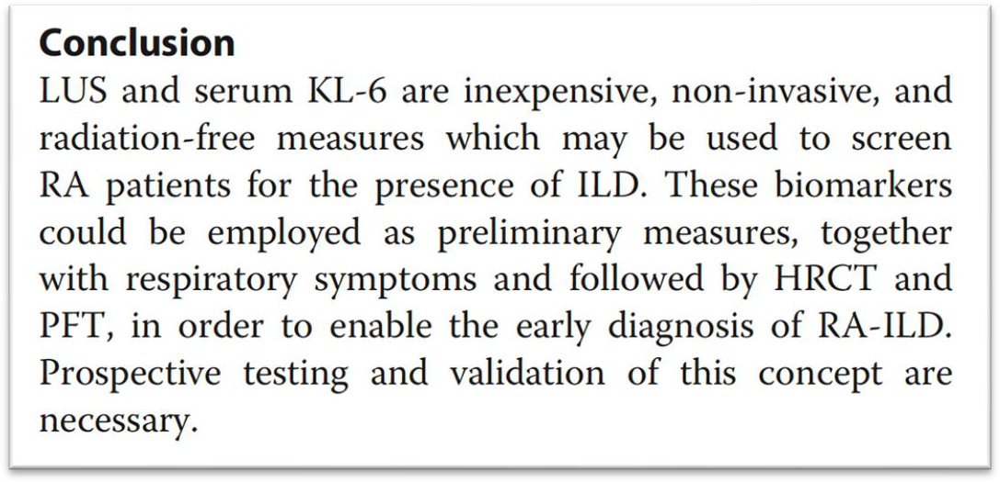 Conclusion
LUS and serum KL-6 are inexpensive, non-invasive, and
radiation-free measures which may be used to screen
RA patients for the presence of ILD. These biomarkers
could be employed as preliminary measures, together
with respiratory symptoms and followed by HRCT and
PFT, in order to enable the early diagnosis of RA-ILD.
Prospective testing and validation of this concept are
necessary.